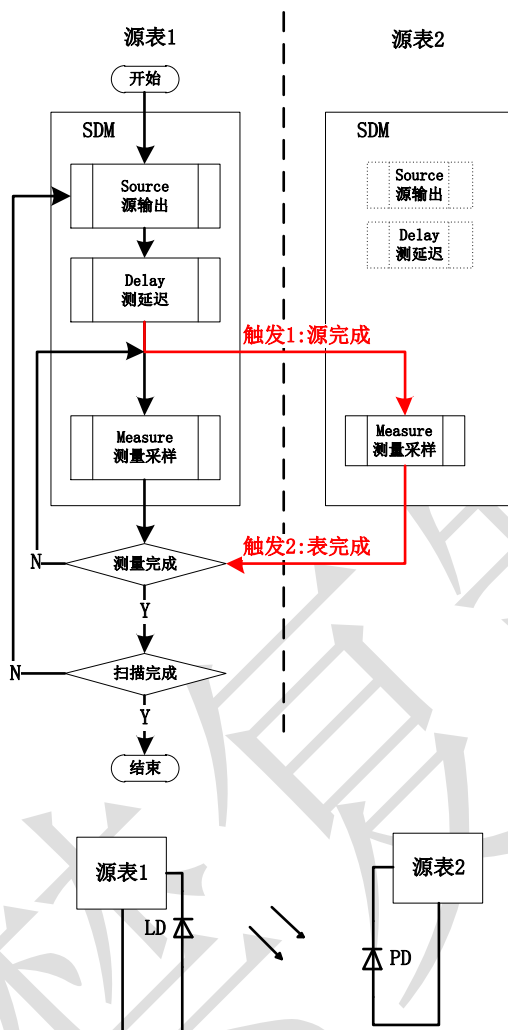 源表1
源表2
开始
SDM
SDM
Source
源输出
Source
源输出
Delay
测延迟
Delay
测延迟
触发1:源完成
Measure
测量采样
Measure
测量采样
触发2:表完成
测量完成
N
Y
扫描完成
N
Y
结束
源表1
源表2
LD
PD